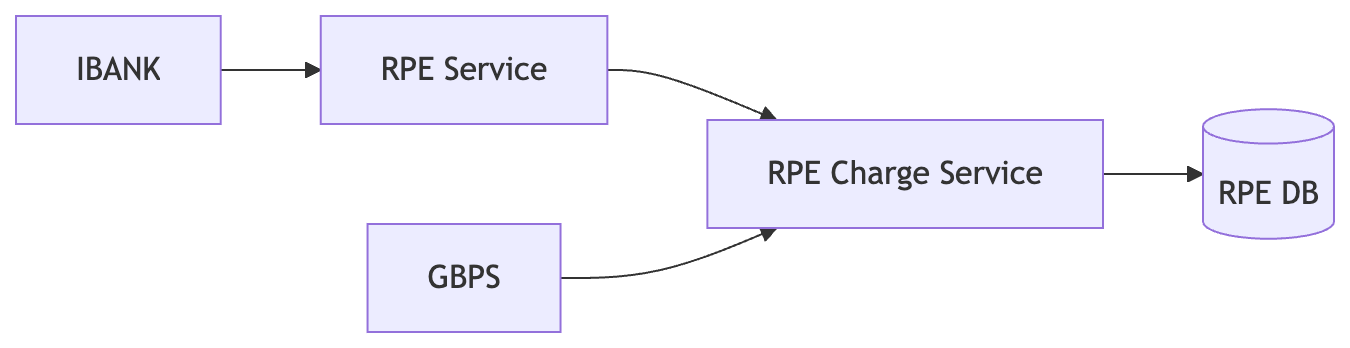 IBANK
RPE Service
RPE Charge Service
RPE DB
GBPS